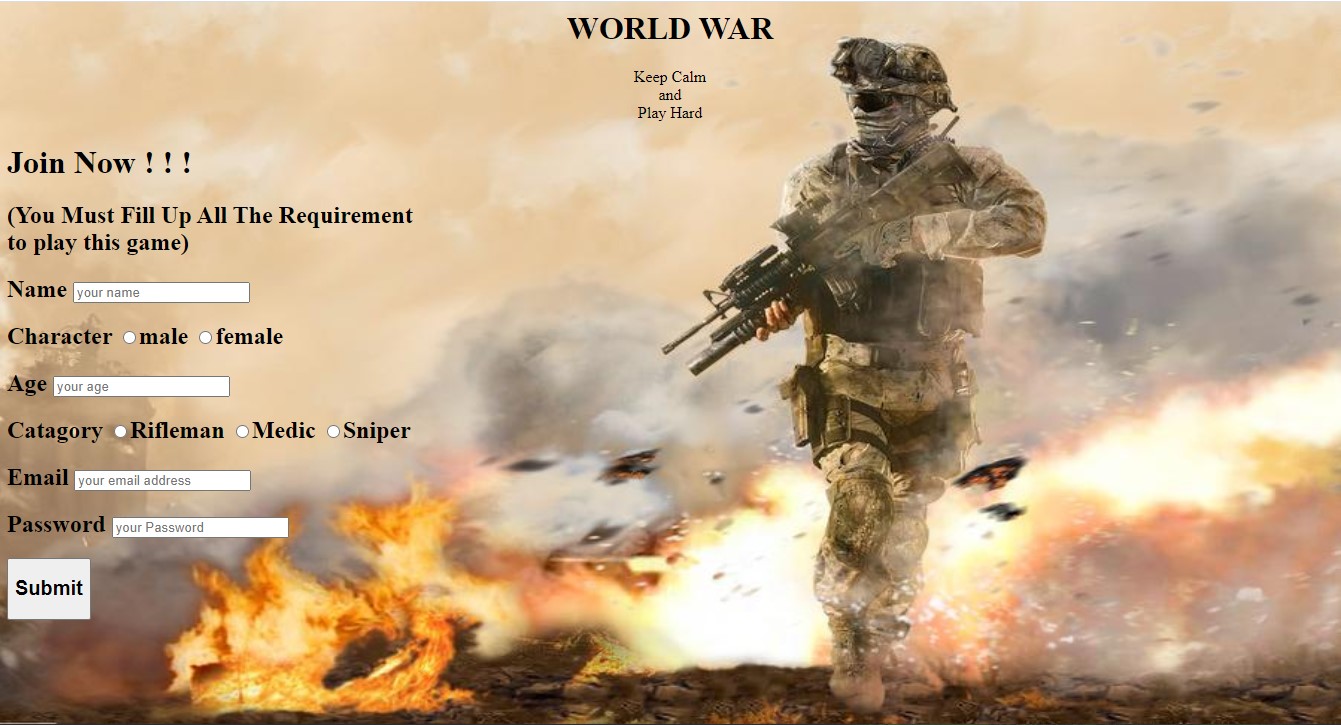 WORLD WAR
Keep Calm
and
Play Hard
Join Now ! ! !
(You Must Fill Up All The Requirement
to play this game)
Name your name
Character male female
Age your age
Catagory Rifleman Medic Sniper
Email your email address
Password your Password
Submit